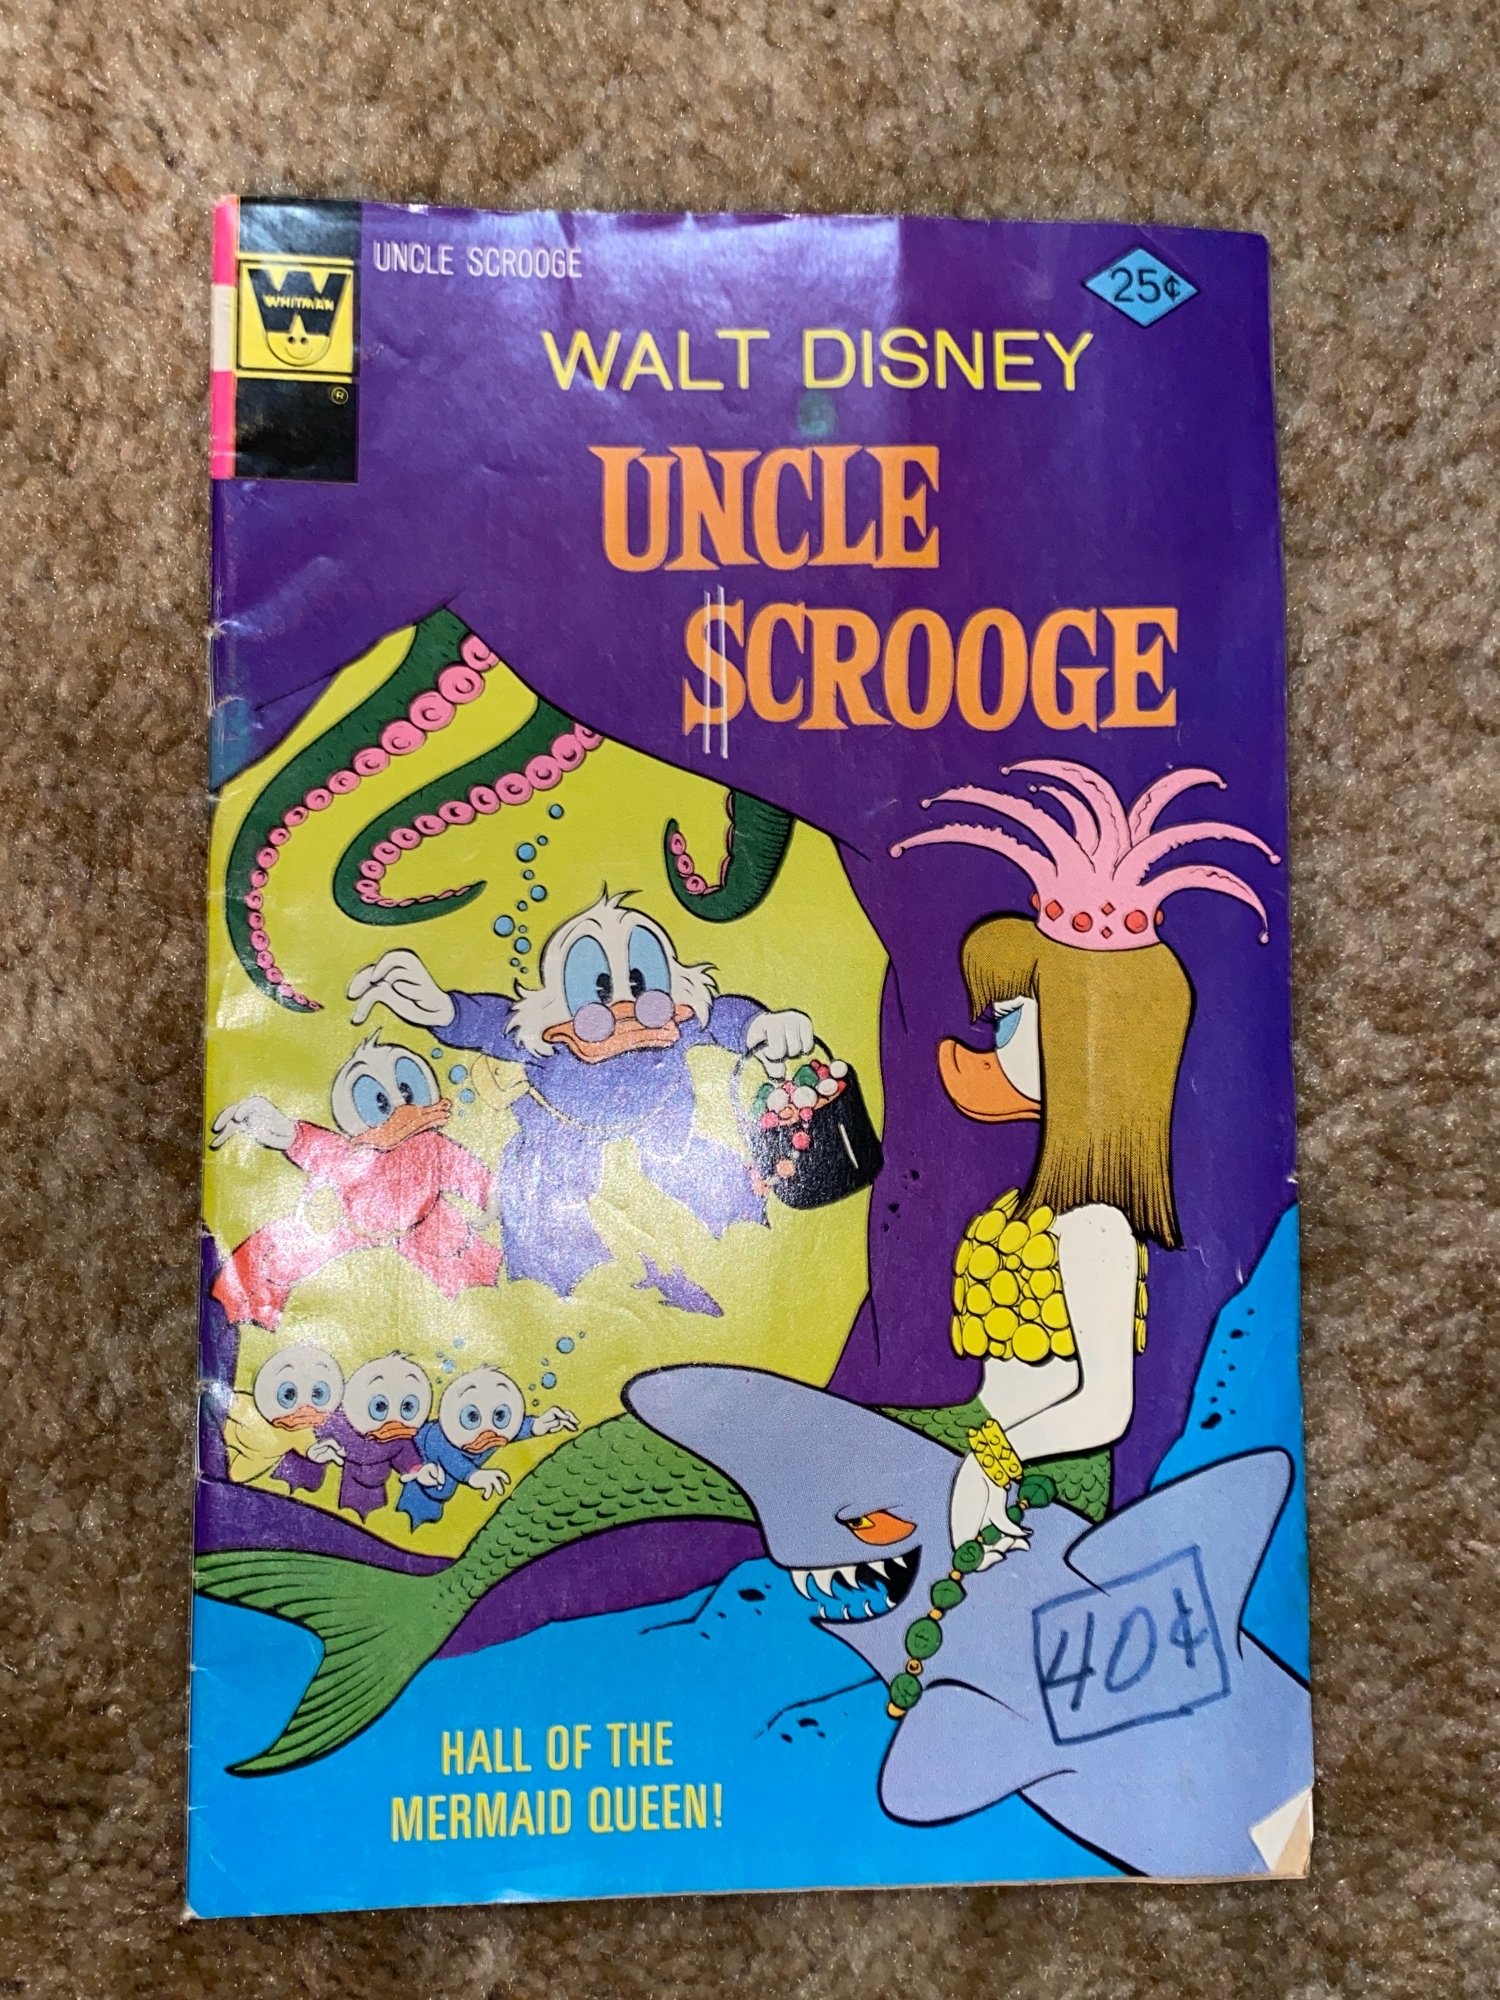 WHITMAN
®
UNCLE SCROOGE
25¢
WALT DISNEY
UNCLE
$CROOGE
40¢
HALL OF THE
MERMAID QUEEN!